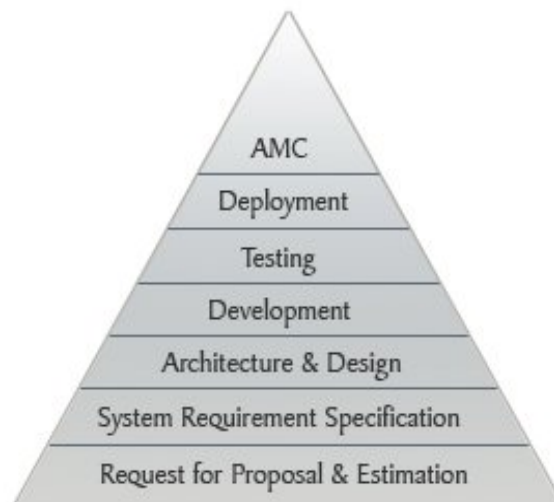 AMC
Deployment
Testing
Development
Architecture & Design
System Requirement Specification
Request for Proposal & Estimation